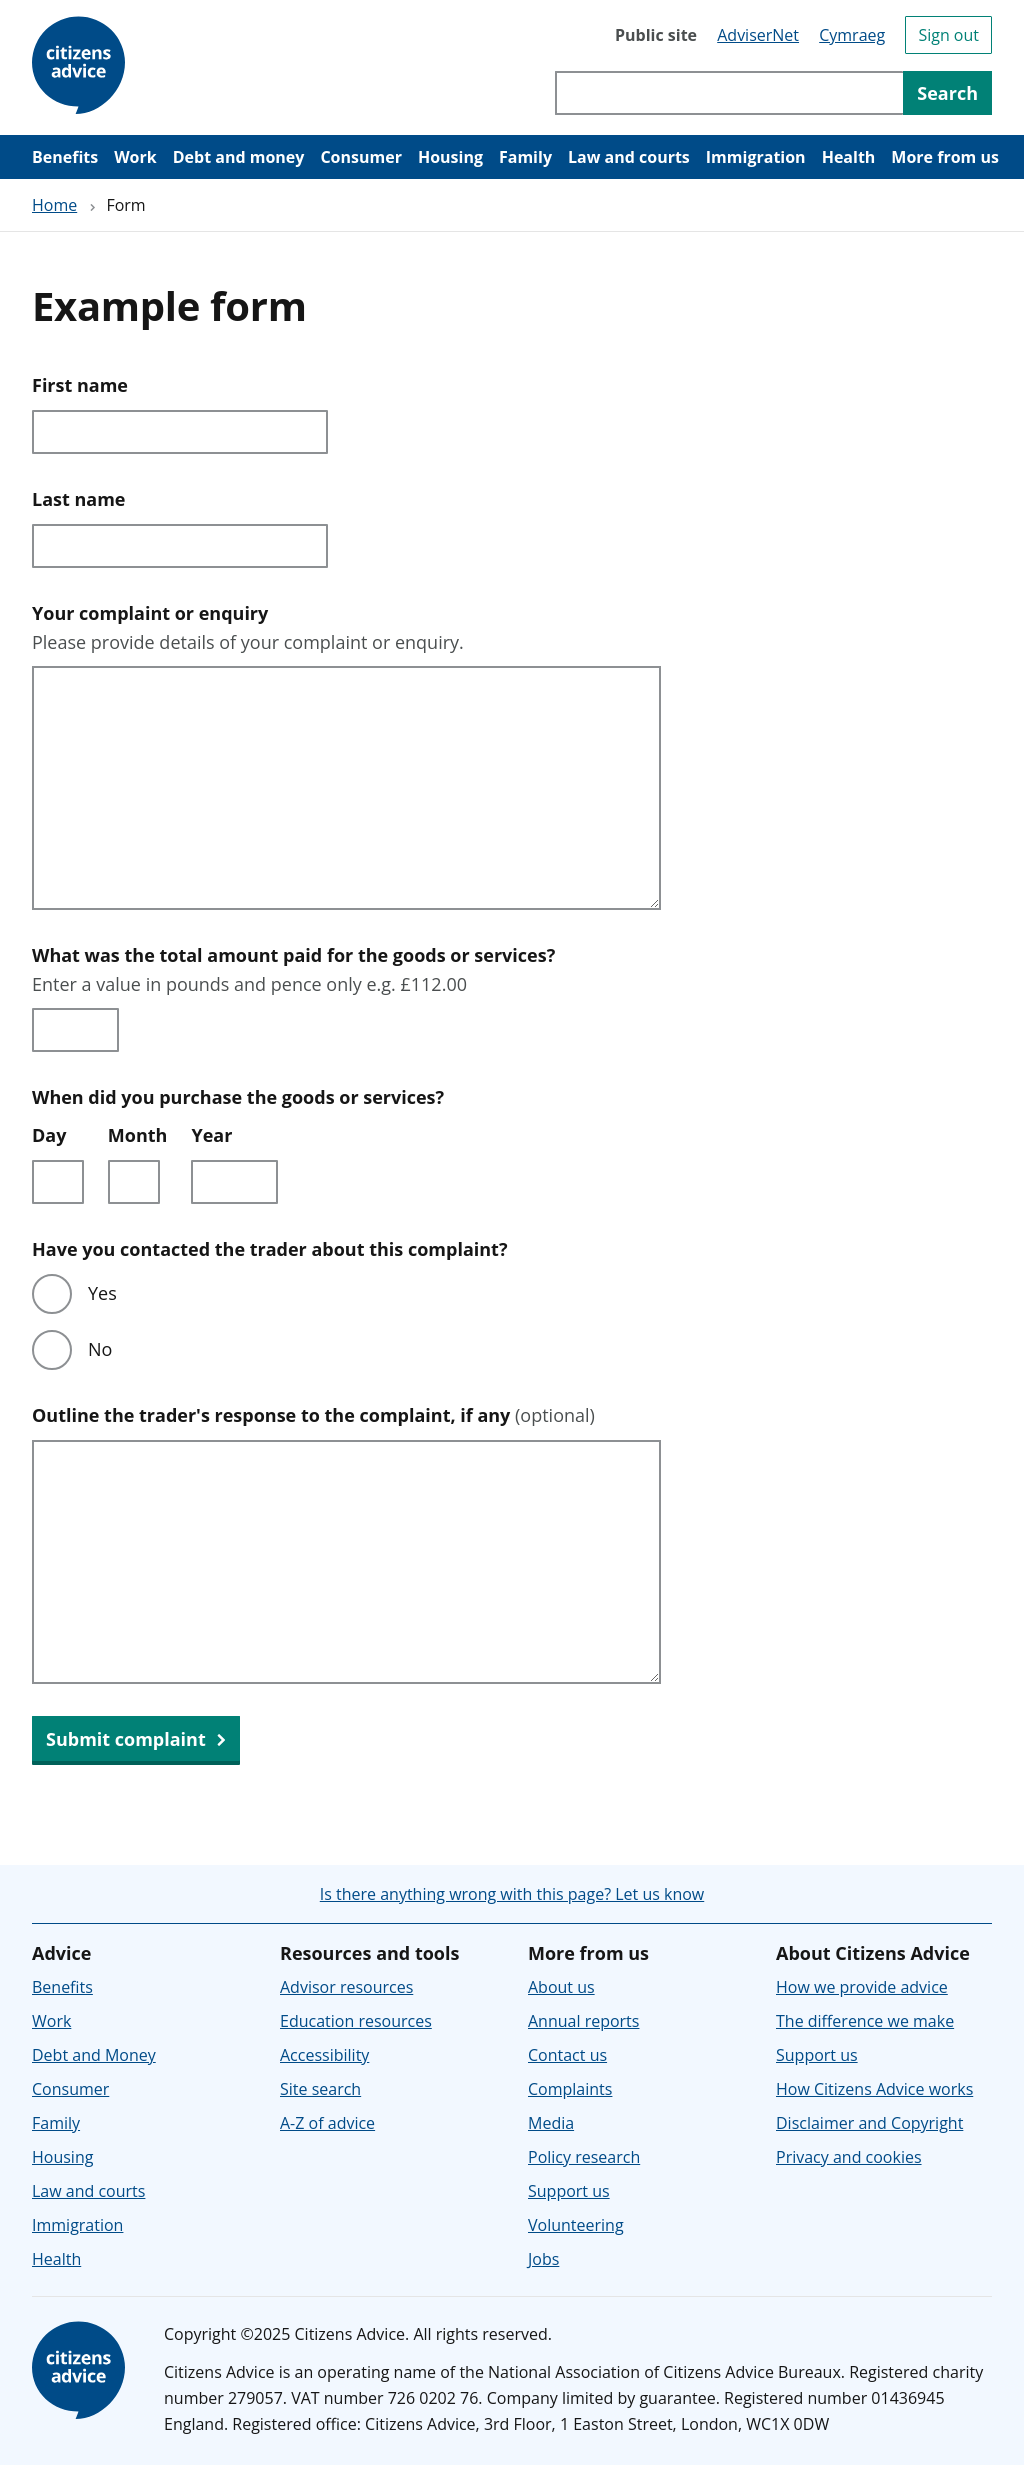 citizens
advice
Public site AdviserNet Cymraeg Sign out
Search
Benefits Work Debt and money Consumer Housing Family Law and courts Immigration Health More from us
Home › Form
Example form
First name
Last name
Your complaint or enquiry
Please provide details of your complaint or enquiry.
What was the total amount paid for the goods or services?
Enter a value in pounds and pence only e.g. £112.00
When did you purchase the goods or services?
Day Month Year
Have you contacted the trader about this complaint?
Yes
No
Outline the trader's response to the complaint, if any (optional)
Submit complaint
Is there anything wrong with this page? Let us know
Advice
Benefits
Work
Debt and Money
Consumer
Family
Housing
Law and courts
Immigration
Health
Resources and tools
Advisor resources
Education resources
Accessibility
Site search
A-Z of advice
More from us
About us
Annual reports
Contact us
Complaints
Media
Policy research
Support us
Volunteering
Jobs
About Citizens Advice
How we provide advice
The difference we make
Support us
How Citizens Advice works
Disclaimer and Copyright
Privacy and cookies
citizens
advice
Copyright ©2025 Citizens Advice. All rights reserved.
Citizens Advice is an operating name of the National Association of Citizens Advice Bureaux. Registered charity
number 279057. VAT number 726 0202 76. Company limited by guarantee. Registered number 01436945
England. Registered office: Citizens Advice, 3rd Floor, 1 Easton Street, London, WC1X 0DW